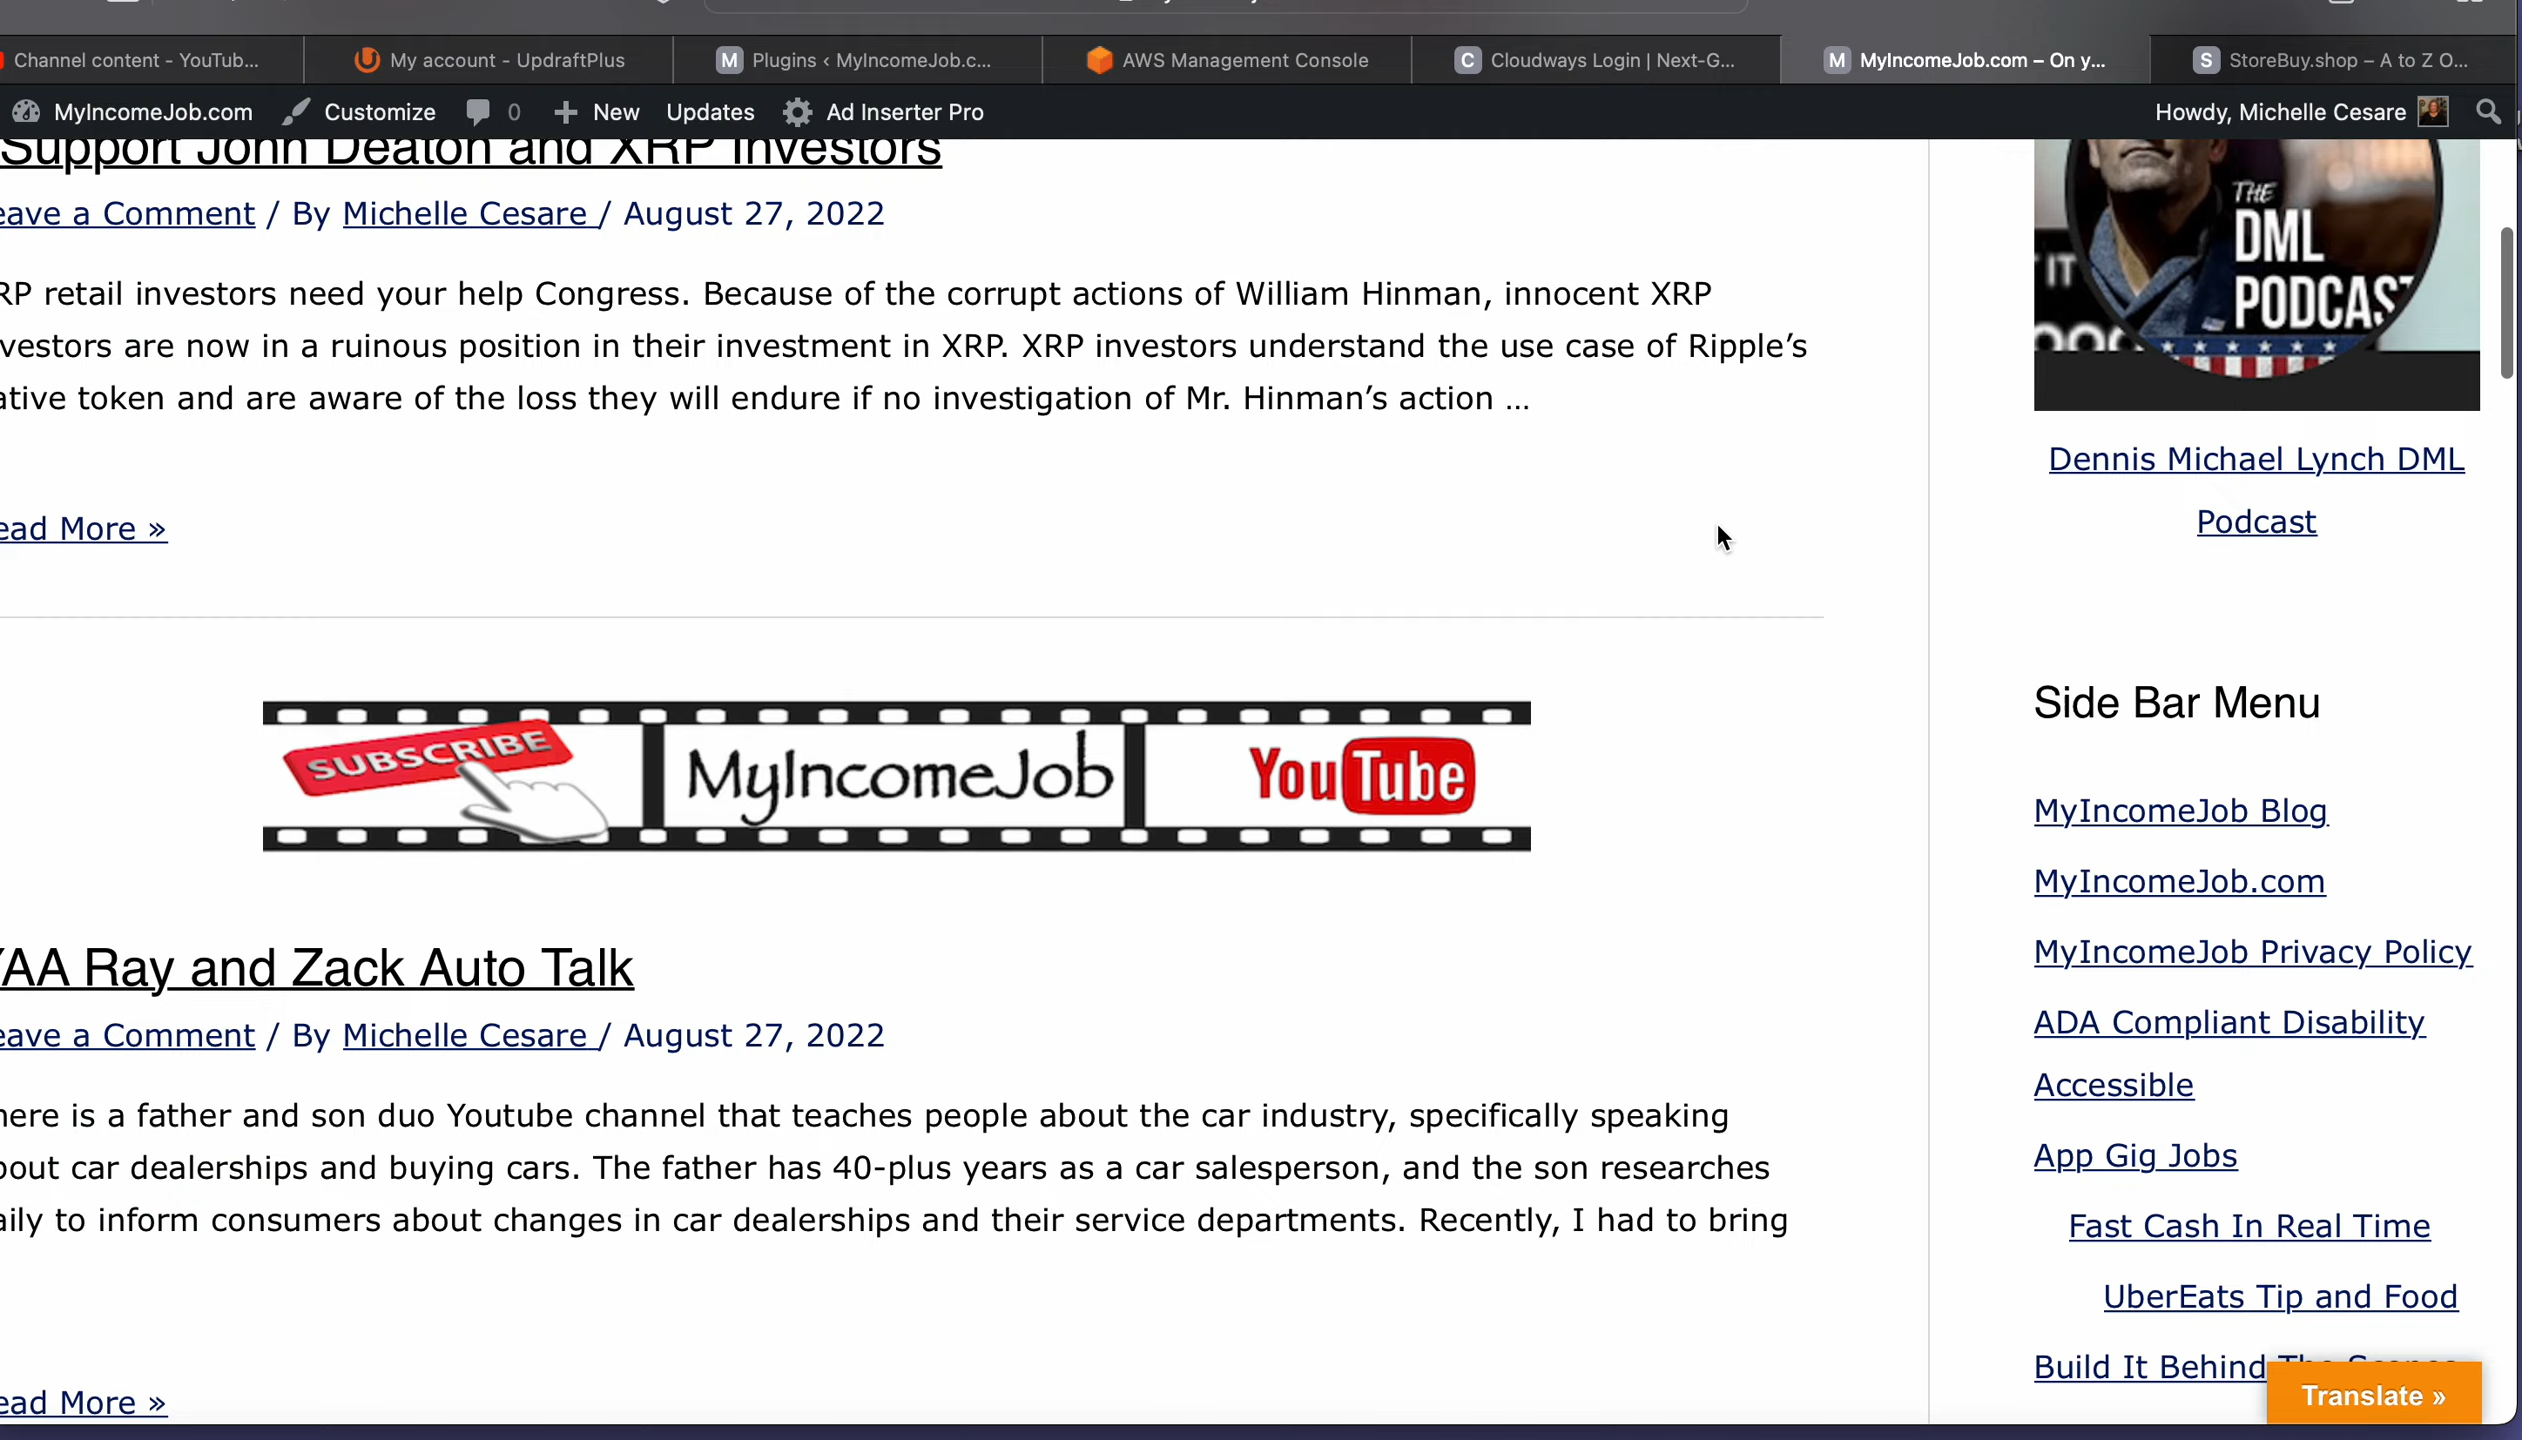 Channel content - YouTub...
My account - UpdraftPlus
M Plugins < MyIncomeJob.c...
AWS Management Console
C Cloudways Login | Next-G...
M MyIncomeJob.com – On y...
S StoreBuy.shop – A to Z O...
MyIncomeJob.com Customize 0 New Updates Ad Inserter Pro
Howdy, Michelle Cesare
Support John Deaton and XRP Investors
eave a Comment / By Michelle Cesare / August 27, 2022
RP retail investors need your help Congress. Because of the corrupt actions of William Hinman, innocent XRP
vestors are now in a ruinous position in their investment in XRP. XRP investors understand the use case of Ripple’s
ative token and are aware of the loss they will endure if no investigation of Mr. Hinman’s action …
ead More »
SUBSCRIBE MyIncomeJob YouTube
YAA Ray and Zack Auto Talk
eave a Comment / By Michelle Cesare / August 27, 2022
here is a father and son duo Youtube channel that teaches people about the car industry, specifically speaking
bout car dealerships and buying cars. The father has 40-plus years as a car salesperson, and the son researches
aily to inform consumers about changes in car dealerships and their service departments. Recently, I had to bring
ead More »
THE
DML
PODCAST
IT
Dennis Michael Lynch DML
Podcast
Side Bar Menu
MyIncomeJob Blog
MyIncomeJob.com
MyIncomeJob Privacy Policy
ADA Compliant Disability
Accessible
App Gig Jobs
Fast Cash In Real Time
UberEats Tip and Food
Build It Behind The Scenes
Translate »